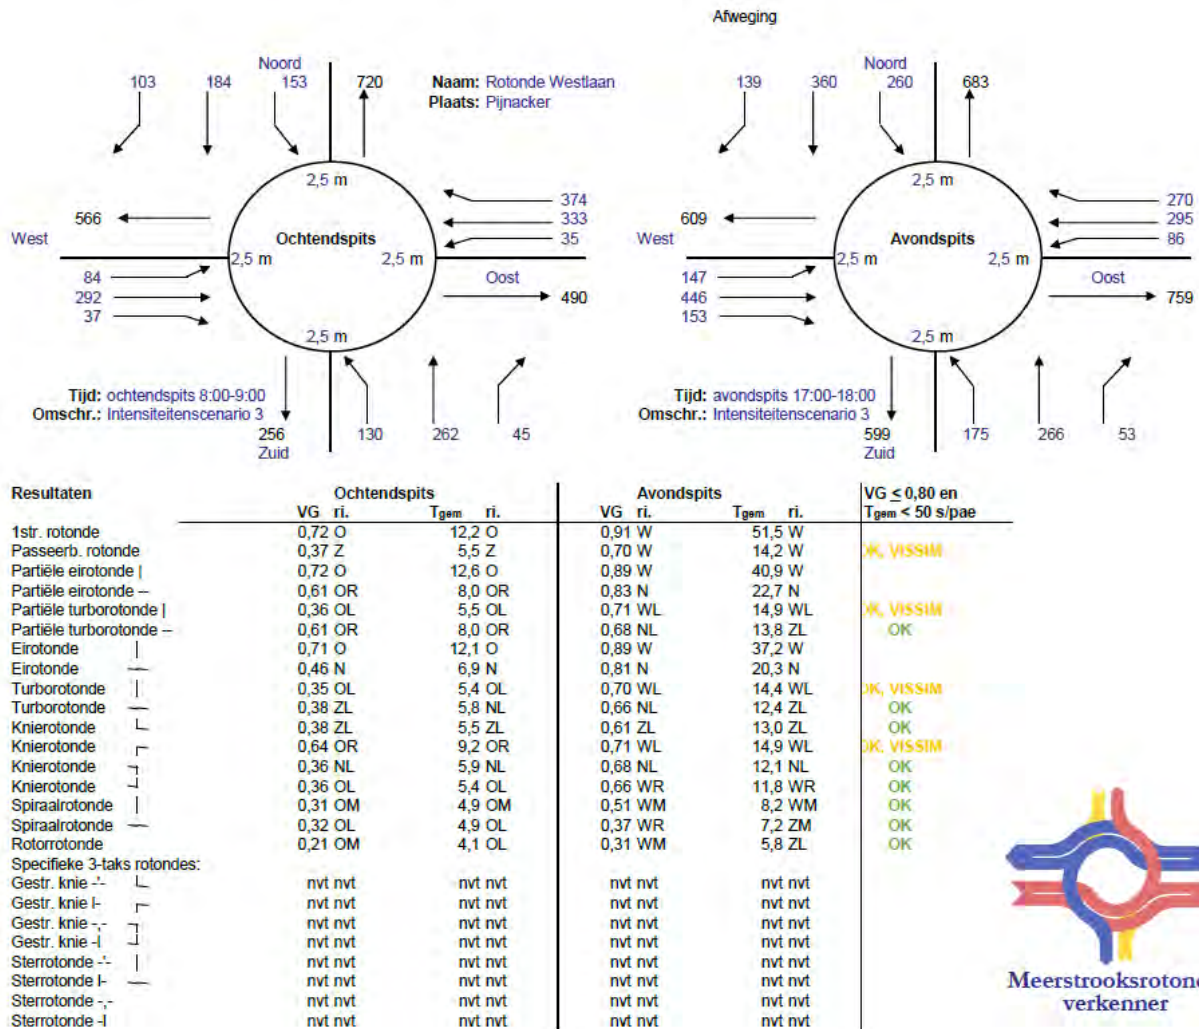 Afweging
Noord
103 184 153 720
Naam: Rotonde Westlaan
Plaats: Pijnacker
2,5 m
374
333
35
566
West
Ochtendspits
2,5 m 2,5 m
84
292
37
Oost
490
2,5 m
Tijd: ochtendspits 8:00-9:00
Omschr.: Intensiteitenscenario 3
256 130 262 45
Zuid
Noord
139 360 260 683
2,5 m
270
295
86
609
West
Avondspits
2,5 m 2,5 m
147
446
153
Oost
759
2,5 m
Tijd: avondspits 17:00-18:00
Omschr.: Intensiteitenscenario 3
599 175 266 53
Zuid
Resultaten Ochtendspits Avondspits VG ≤ 0,80 en
VG ri. Tgem ri. VG ri. Tgem ri. Tgem < 50 s/pae
1str. rotonde 0,72 O 12,2 O 0,91 W 51,5 W
Passeerb. rotonde 0,37 Z 5,5 Z 0,70 W 14,2 W OK, VISSIM
Partiële eirotonde | 0,72 O 12,6 O 0,89 W 40,9 W
Partiële eirotonde – 0,61 OR 8,0 OR 0,83 N 22,7 N
Partiële turborotonde | 0,36 OL 5,5 OL 0,71 WL 14,9 WL OK, VISSIM
Partiële turborotonde – 0,61 OR 8,0 OR 0,68 NL 13,8 ZL OK
Eirotonde 0,71 O 12,1 O 0,89 W 37,2 W
Eirotonde 0,46 N 6,9 N 0,81 N 20,3 N
Turborotonde 0,35 OL 5,4 OL 0,70 WL 14,4 WL OK, VISSIM
Turborotonde 0,38 ZL 5,8 NL 0,66 NL 12,4 ZL OK
Knierotonde 0,38 ZL 5,5 ZL 0,61 ZL 13,0 ZL OK
Knierotonde 0,64 OR 9,2 OR 0,71 WL 14,9 WL OK, VISSIM
Knierotonde 0,36 NL 5,9 NL 0,68 NL 12,1 NL OK
Knierotonde 0,36 OL 5,4 OL 0,66 WR 11,8 WR OK
Spiraalrotonde 0,31 OM 4,9 OM 0,51 WM 8,2 WM OK
Spiraalrotonde 0,32 OL 4,9 OL 0,37 WR 7,2 ZM OK
Rotorrotonde 0,21 OM 4,1 OL 0,31 WM 5,8 ZL OK
Specifieke 3-taks rotondes:
Gestr. knie -'- nvt nvt nvt nvt nvt nvt nvt nvt
Gestr. knie I- nvt nvt nvt nvt nvt nvt nvt nvt
Gestr. knie -,- nvt nvt nvt nvt nvt nvt nvt nvt
Gestr. knie -I nvt nvt nvt nvt nvt nvt nvt nvt
Sterrotonde -'- nvt nvt nvt nvt nvt nvt nvt nvt
Sterrotonde I- nvt nvt nvt nvt nvt nvt nvt nvt
Sterrotonde -,- nvt nvt nvt nvt nvt nvt nvt nvt
Sterrotonde -I nvt nvt nvt nvt nvt nvt nvt nvt
Meerstrooksrotond
verkenner